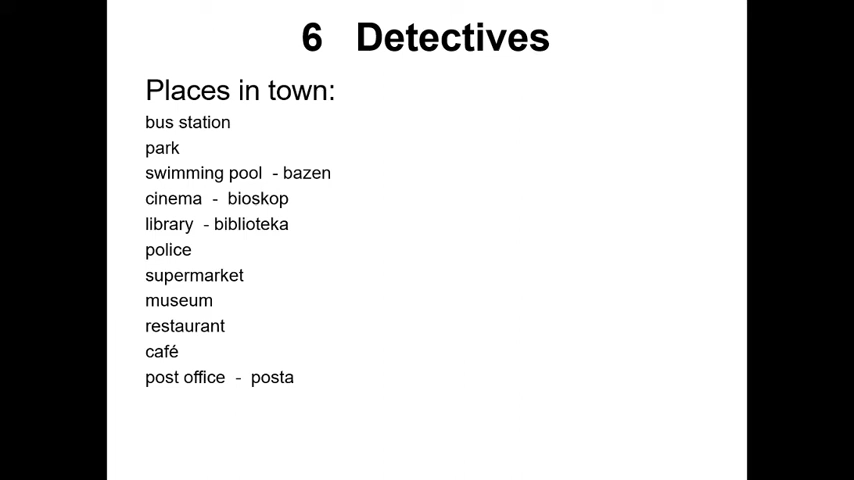 6 Detectives
Places in town:
bus station
park
swimming pool - bazen
cinema - bioskop
library - biblioteka
police
supermarket
museum
restaurant
café
post office - posta